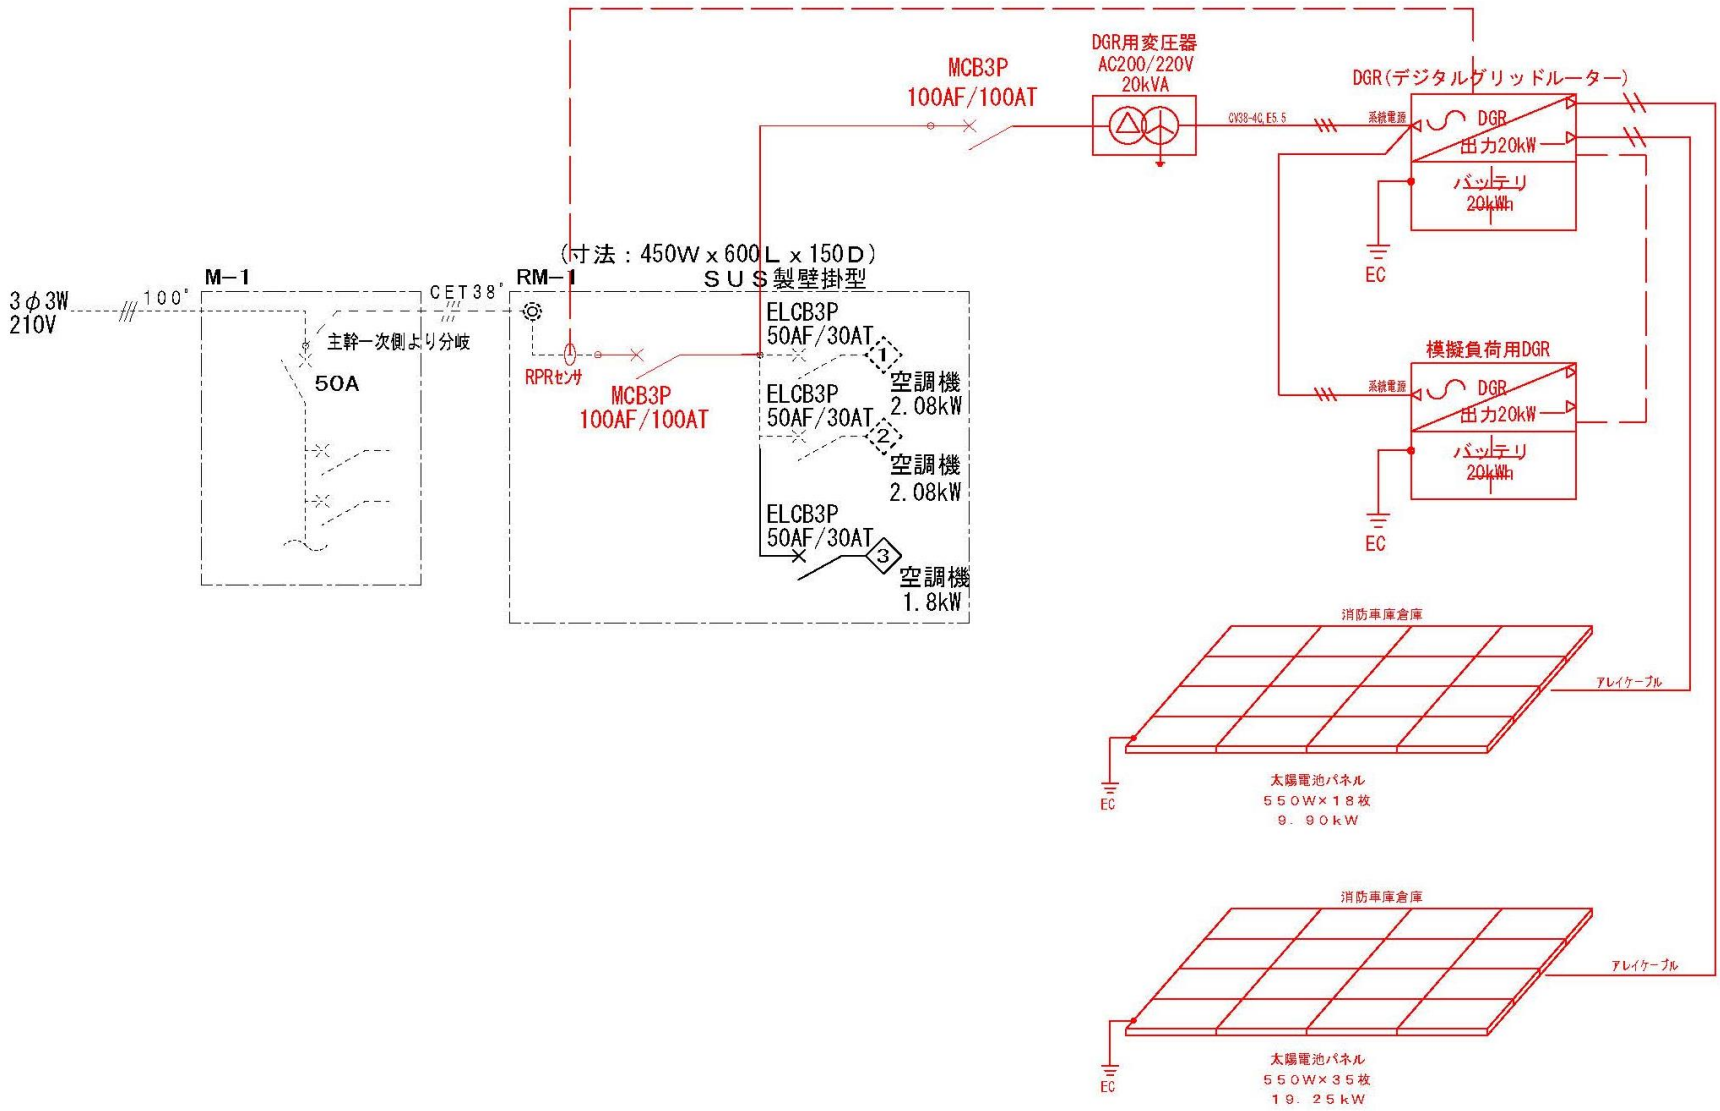 DGR用変圧器
AC200/220V
20kVA
MCB3P
100AF/100AT
DGR(デジタルグリッドルーター)
CV38-4C,E5.5
系統電源
DGR
出力20kW
バッテリ
20kWh
EC
(寸法:450W x 600L x 150D)
SUS製壁掛型
M-1
RM-1
3φ3W
210V
100°
CET38°
主幹一次側より分岐
50A
RPRセンサ
MCB3P
100AF/100AT
ELCB3P
50AF/30AT
1
空調機
2.08kW
ELCB3P
50AF/30AT
2
空調機
2.08kW
ELCB3P
50AF/30AT
3
空調機
1.8kW
模擬負荷用DGR
系統電源
DGR
出力20kW
バッテリ
20kWh
EC
消防車庫倉庫
アレイケーブル
EC
太陽電池パネル
550W×18枚
9.90kW
消防車庫倉庫
アレイケーブル
EC
太陽電池パネル
550W×35枚
19.25kW